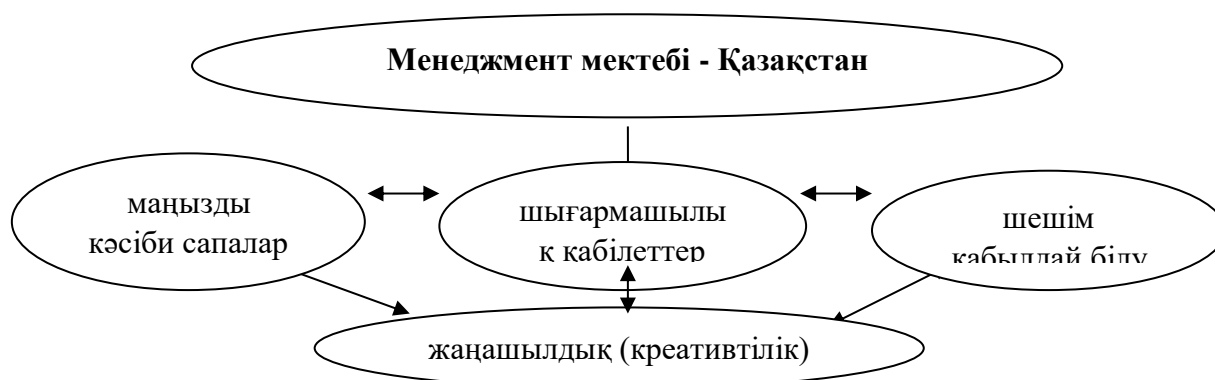 Менеджмент мектебі - Қазақстан
маңызды
кәсіби сапалар
шығармашылы
қ қабілеттер
шешім
қабылдай білу
жаңашылдық (креативтілік)